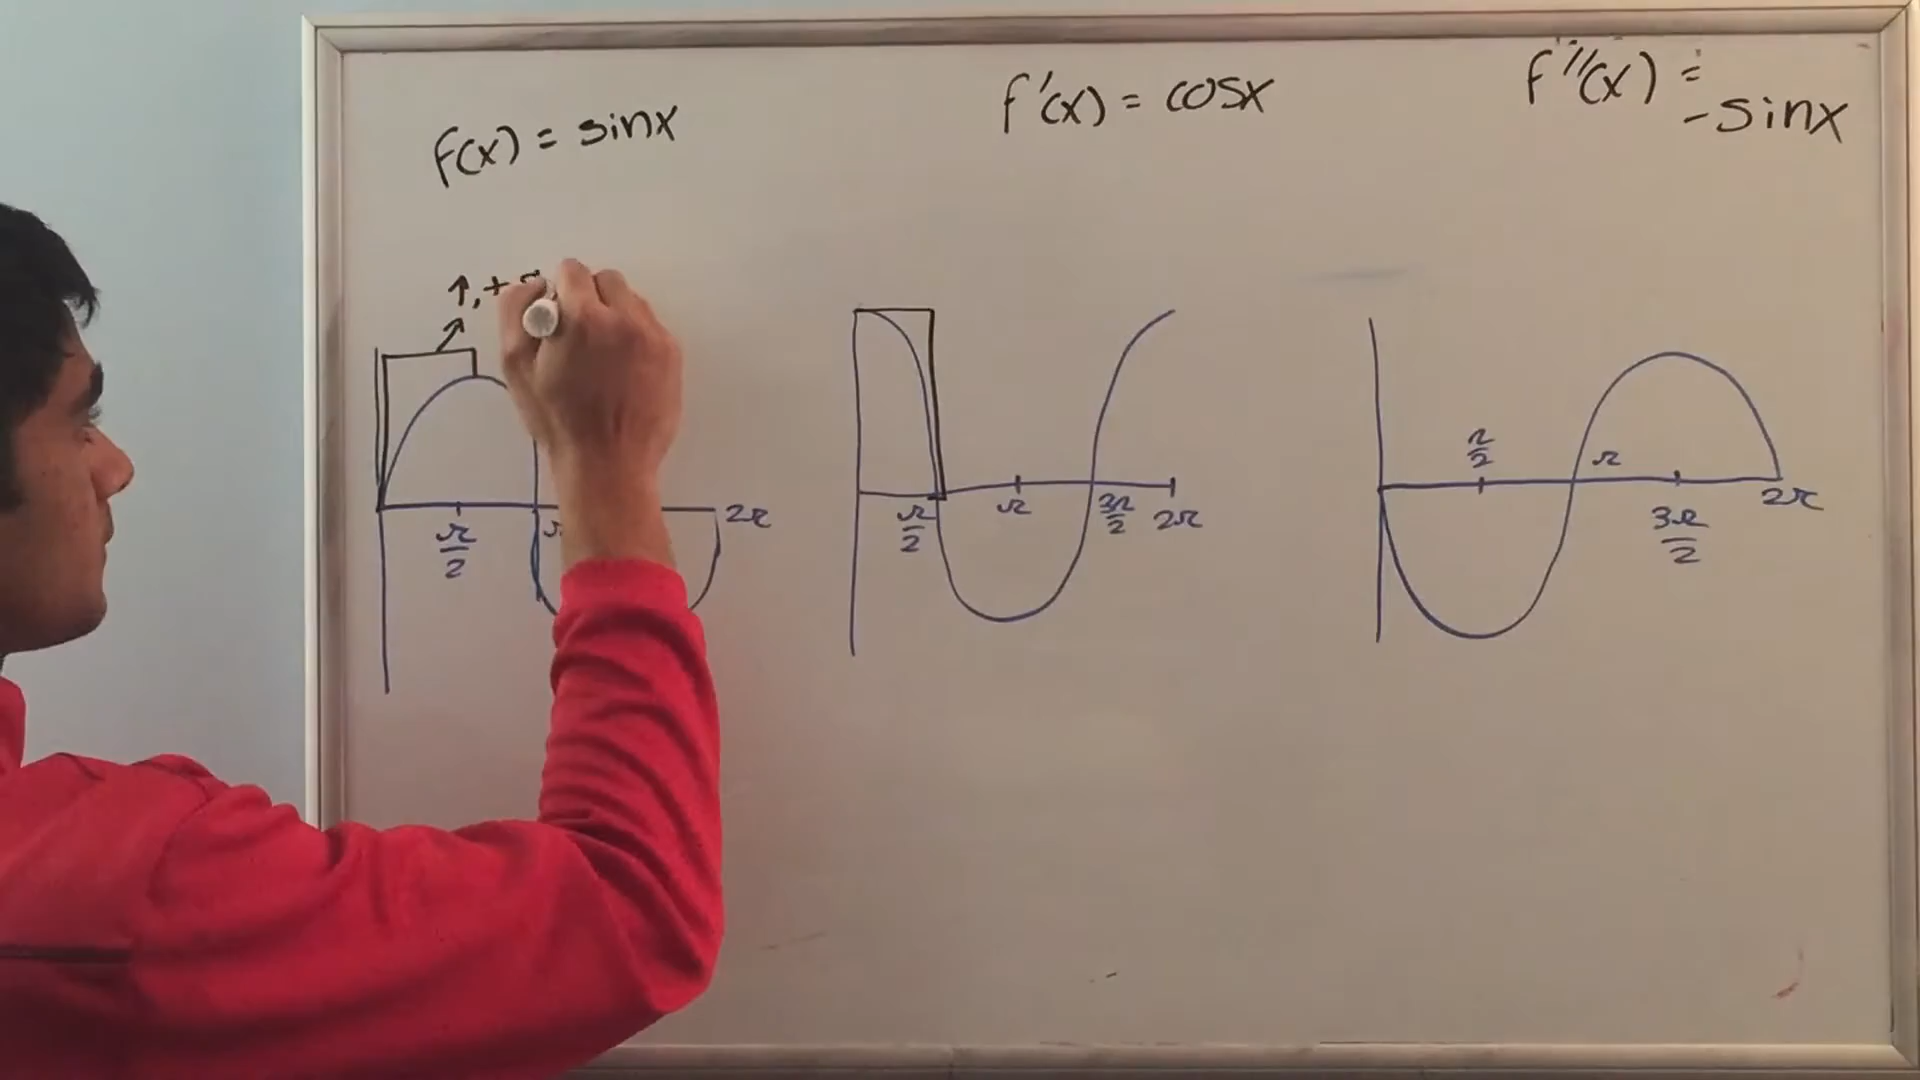 f(x) = sinx
f'(x) = cosx
f''(x) =
-sinx
↑, +
π/2
2π
π/2
π
3π/2
2π
π/2
π
3π/2
2π